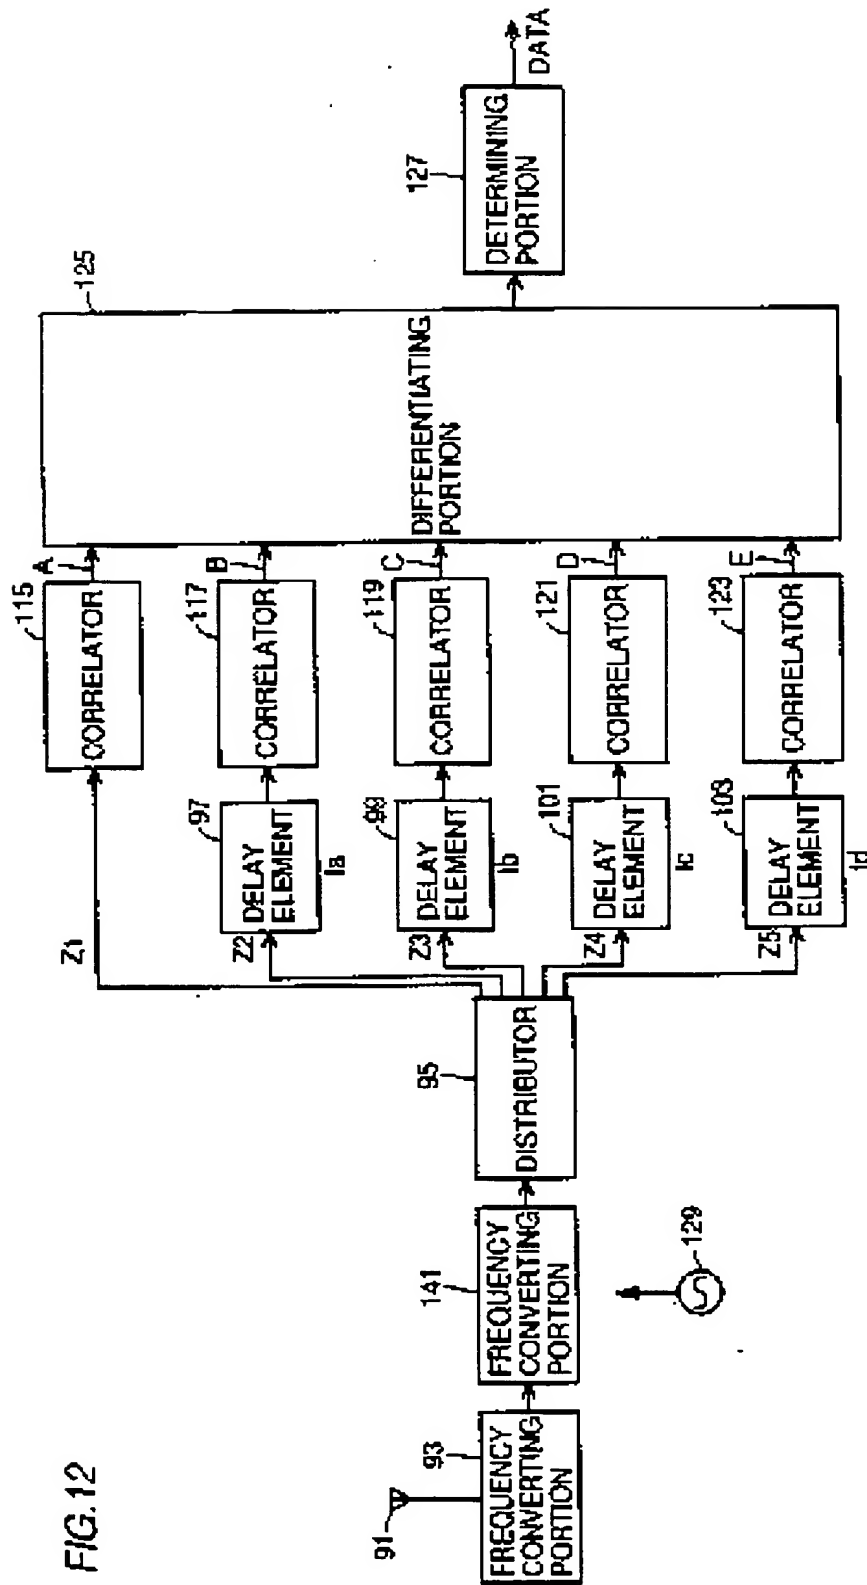 FIG.12
91
93
FREQUENCY
CONVERTING
PORTION
141
FREQUENCY
CONVERTING
PORTION
129
95
DISTRIBUTOR
Z1
Z2
Z3
Z4
Z5
97
DELAY
ELEMENT
Ia
99
DELAY
ELEMENT
Ib
101
DELAY
ELEMENT
Ic
103
DELAY
ELEMENT
Id
115
CORRELATOR
A
117
CORRELATOR
B
119
CORRELATOR
C
121
CORRELATOR
D
123
CORRELATOR
E
125
DIFFERENTIATING
PORTION
127
DETERMINING
PORTION
DATA